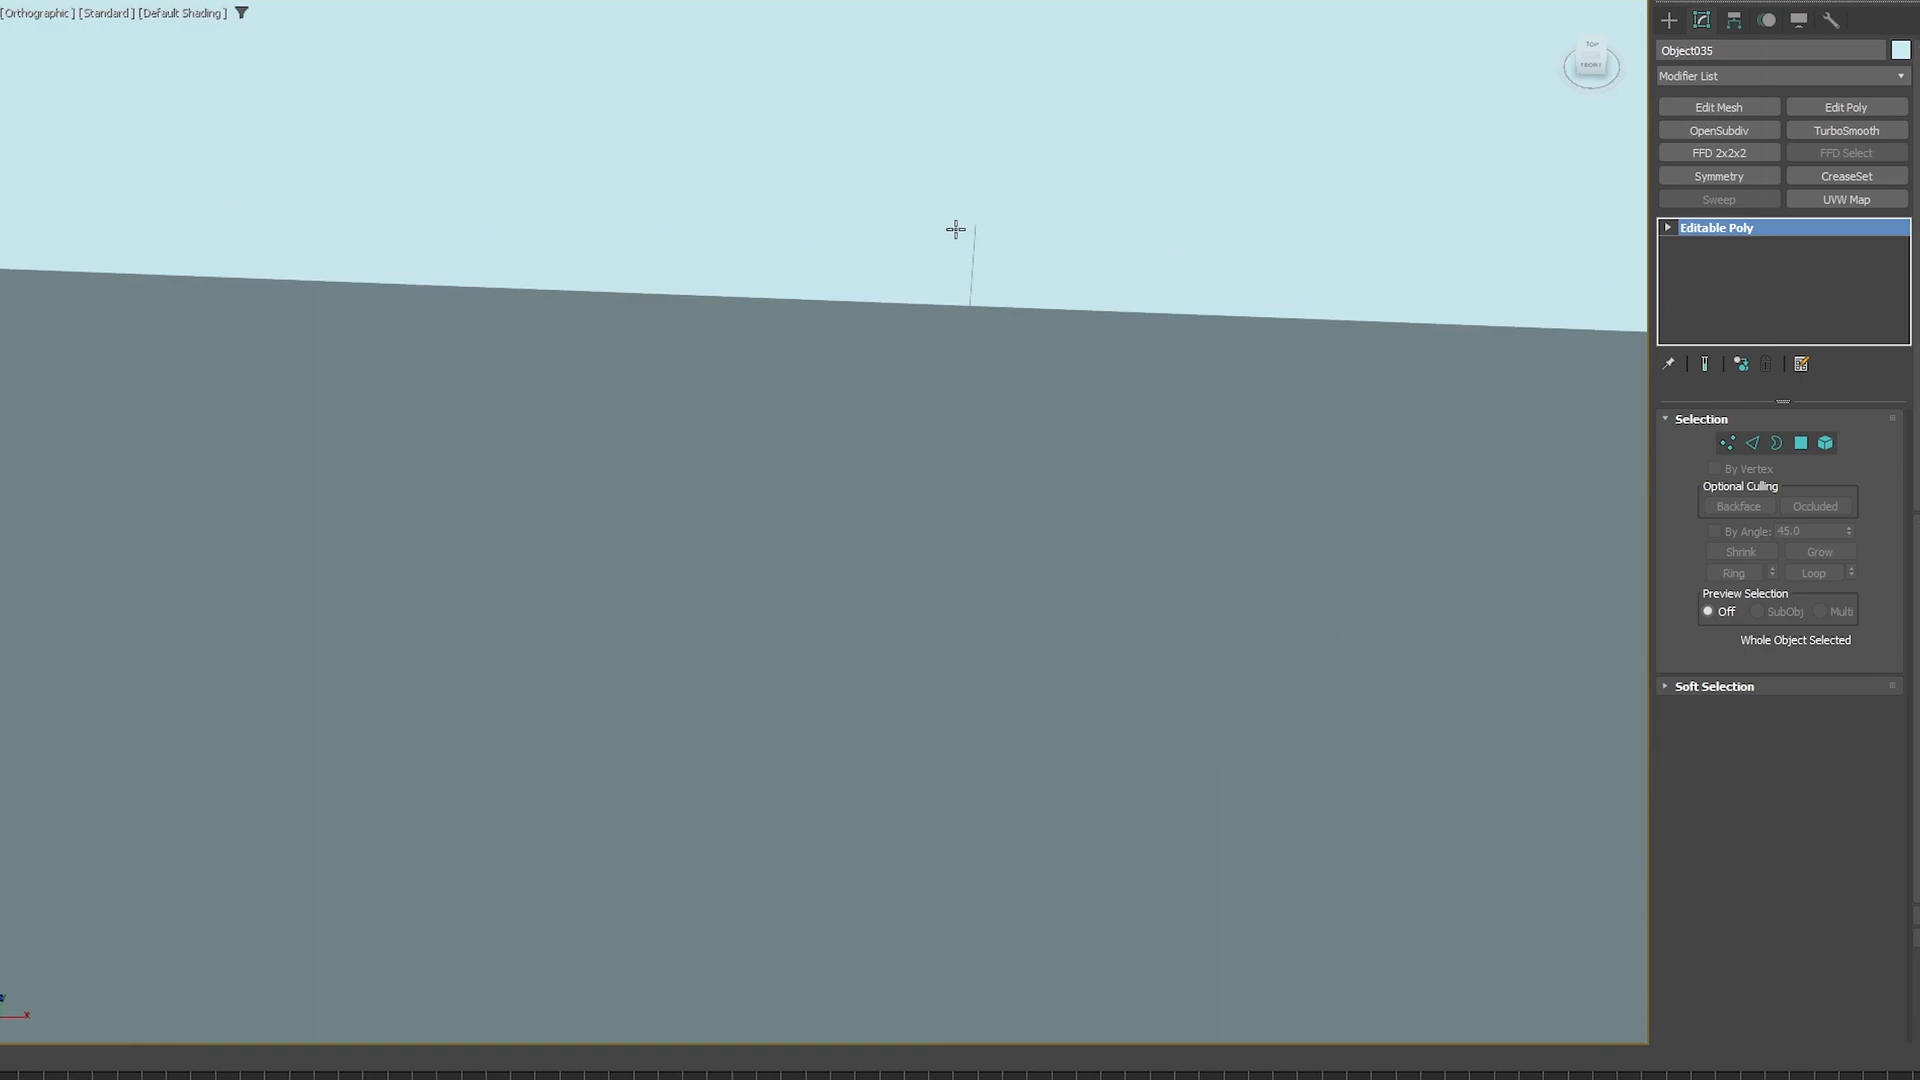 [Orthographic ] [Standard ] [Default Shading ]
TOP
FRONT
Object035
Modifier List
Edit Mesh
Edit Poly
OpenSubdiv
TurboSmooth
FFD 2x2x2
FFD Select
Symmetry
CreaseSet
Sweep
UVW Map
Editable Poly
Selection
By Vertex
Optional Culling
Backface
Occluded
By Angle: 45.0
Shrink
Grow
Ring
Loop
Preview Selection
Off
SubObj
Multi
Whole Object Selected
Soft Selection
x